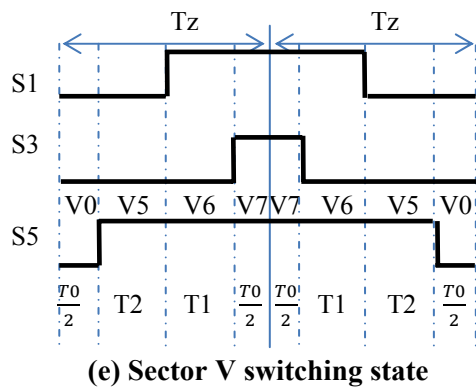 Tz Tz
S1
S3
V0 V5 V6 V7 V7 V6 V5 V0
S5
T0/2 T2 T1 T0/2 T0/2 T1 T2 T0/2
(e) Sector V switching state